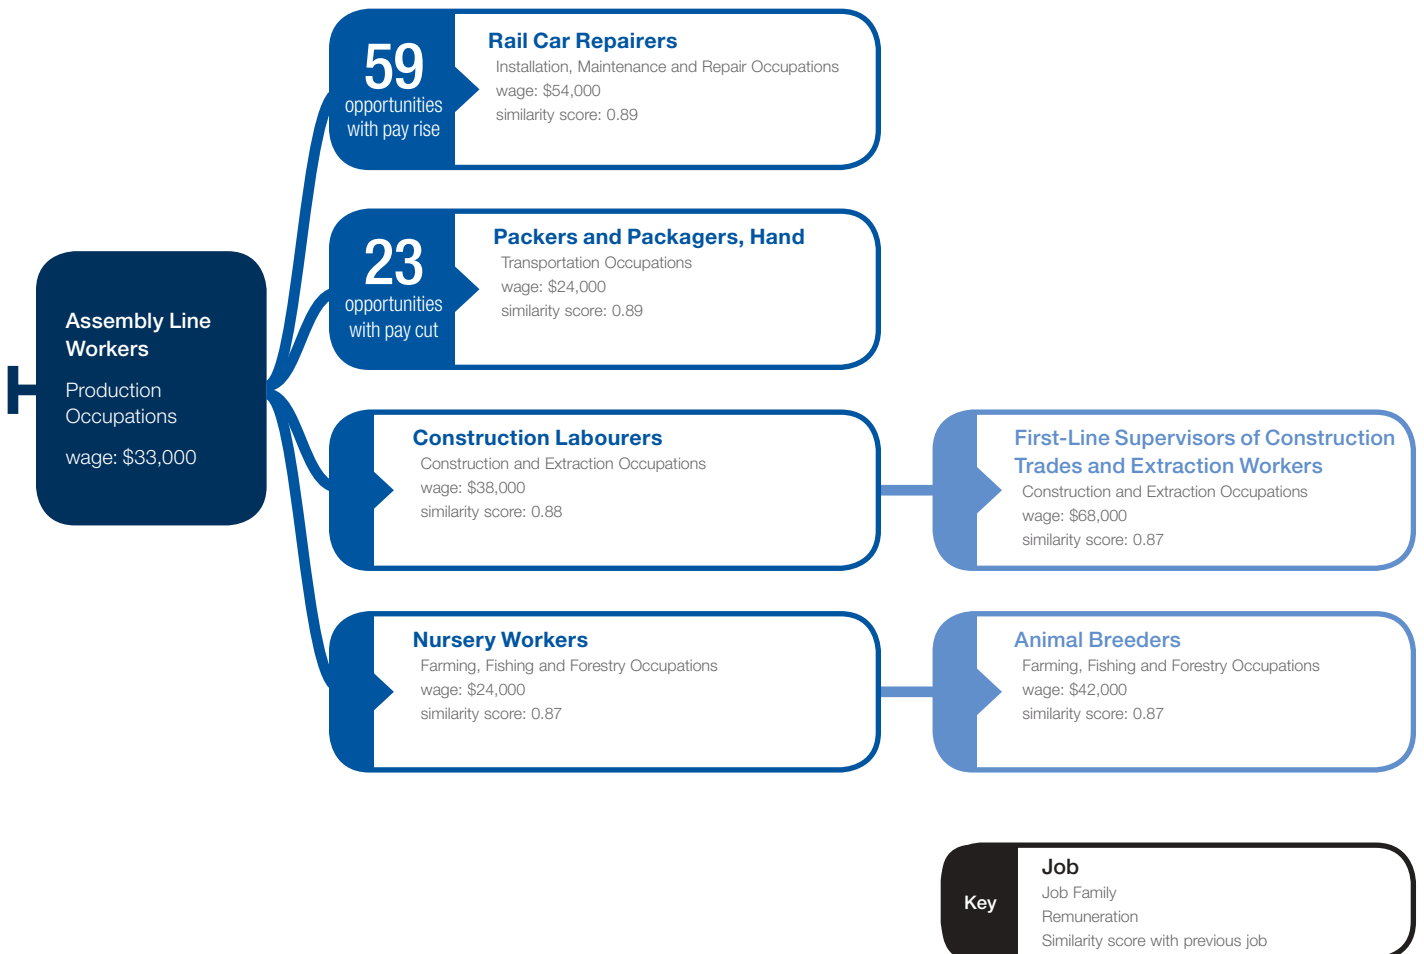 59
opportunities
with pay rise
Rail Car Repairers
Installation, Maintenance and Repair Occupations
wage: $54,000
similarity score: 0.89
23
opportunities
with pay cut
Packers and Packagers, Hand
Transportation Occupations
wage: $24,000
similarity score: 0.89
Assembly Line
Workers
Production
Occupations
wage: $33,000
Construction Labourers
Construction and Extraction Occupations
wage: $38,000
similarity score: 0.88
First-Line Supervisors of Construction
Trades and Extraction Workers
Construction and Extraction Occupations
wage: $68,000
similarity score: 0.87
Nursery Workers
Farming, Fishing and Forestry Occupations
wage: $24,000
similarity score: 0.87
Animal Breeders
Farming, Fishing and Forestry Occupations
wage: $42,000
similarity score: 0.87
Key
Job
Job Family
Remuneration
Similarity score with previous job